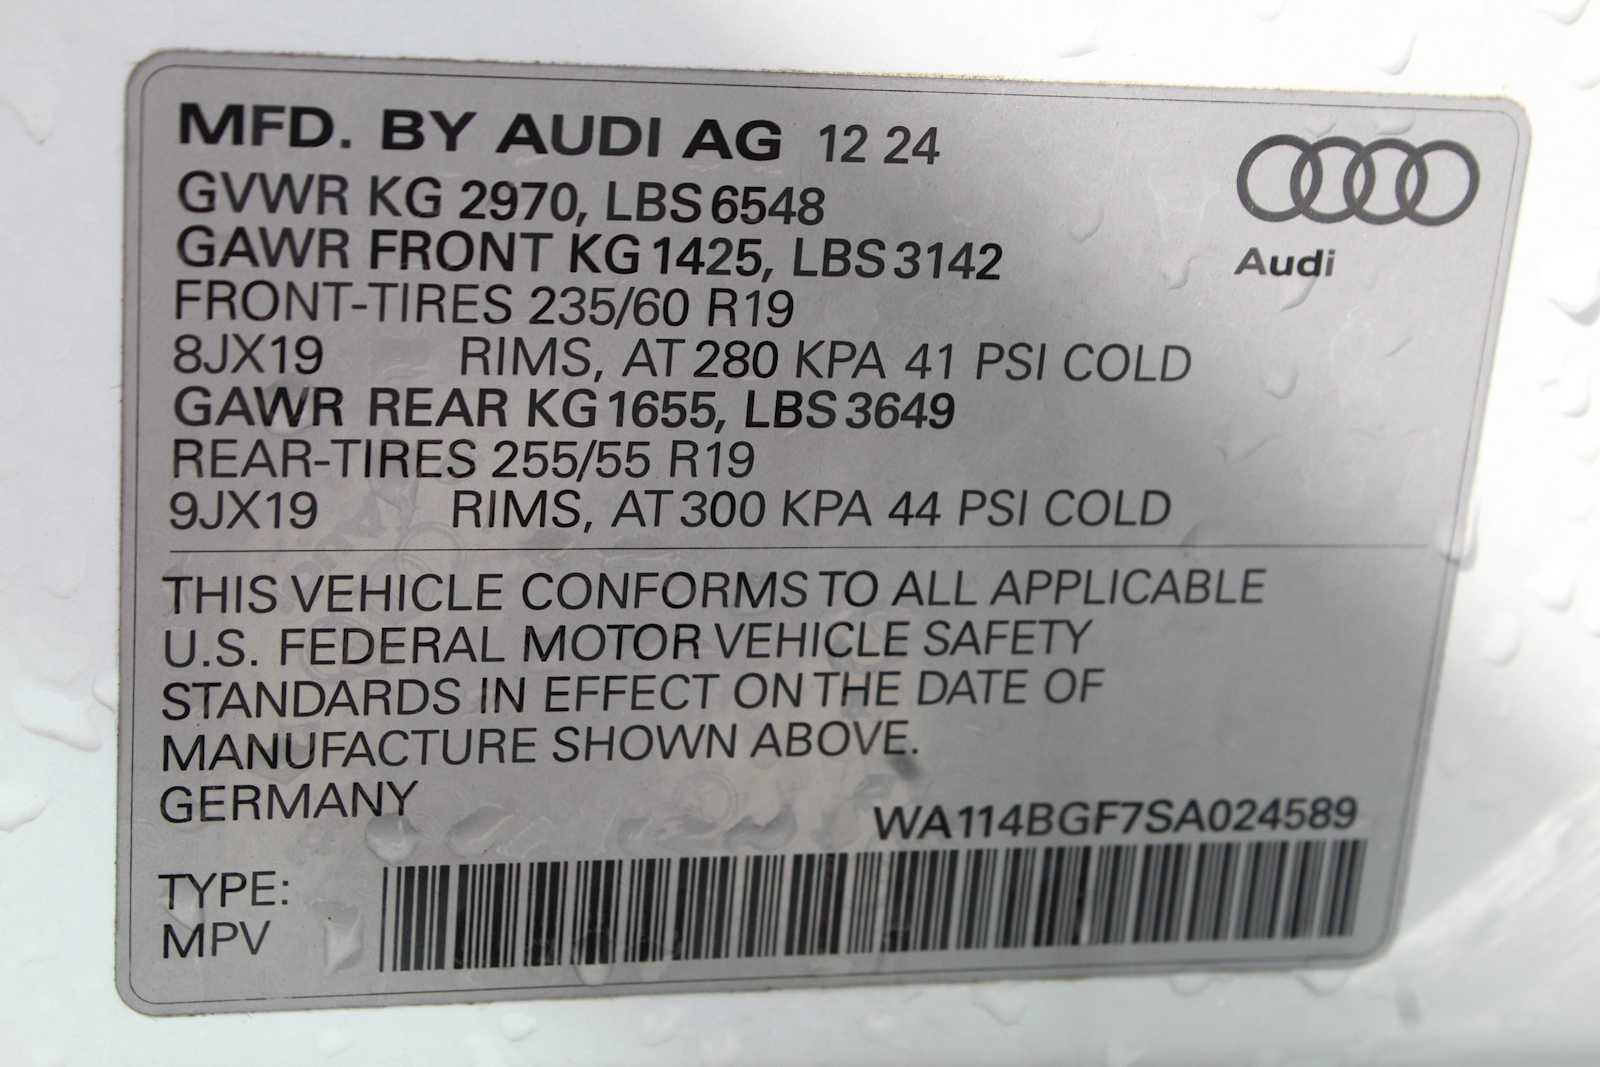 MFD. BY AUDI AG 12 24
GVWR KG 2970, LBS 6548
GAWR FRONT KG 1425, LBS 3142
FRONT-TIRES 235/60 R19
8JX19 RIMS, AT 280 KPA 41 PSI COLD
GAWR REAR KG 1655, LBS 3649
REAR-TIRES 255/55 R19
9JX19 RIMS, AT 300 KPA 44 PSI COLD
Audi
THIS VEHICLE CONFORMS TO ALL APPLICABLE
U.S. FEDERAL MOTOR VEHICLE SAFETY
STANDARDS IN EFFECT ON THE DATE OF
MANUFACTURE SHOWN ABOVE.
GERMANY
WA114BGF7SA024589
TYPE:
MPV